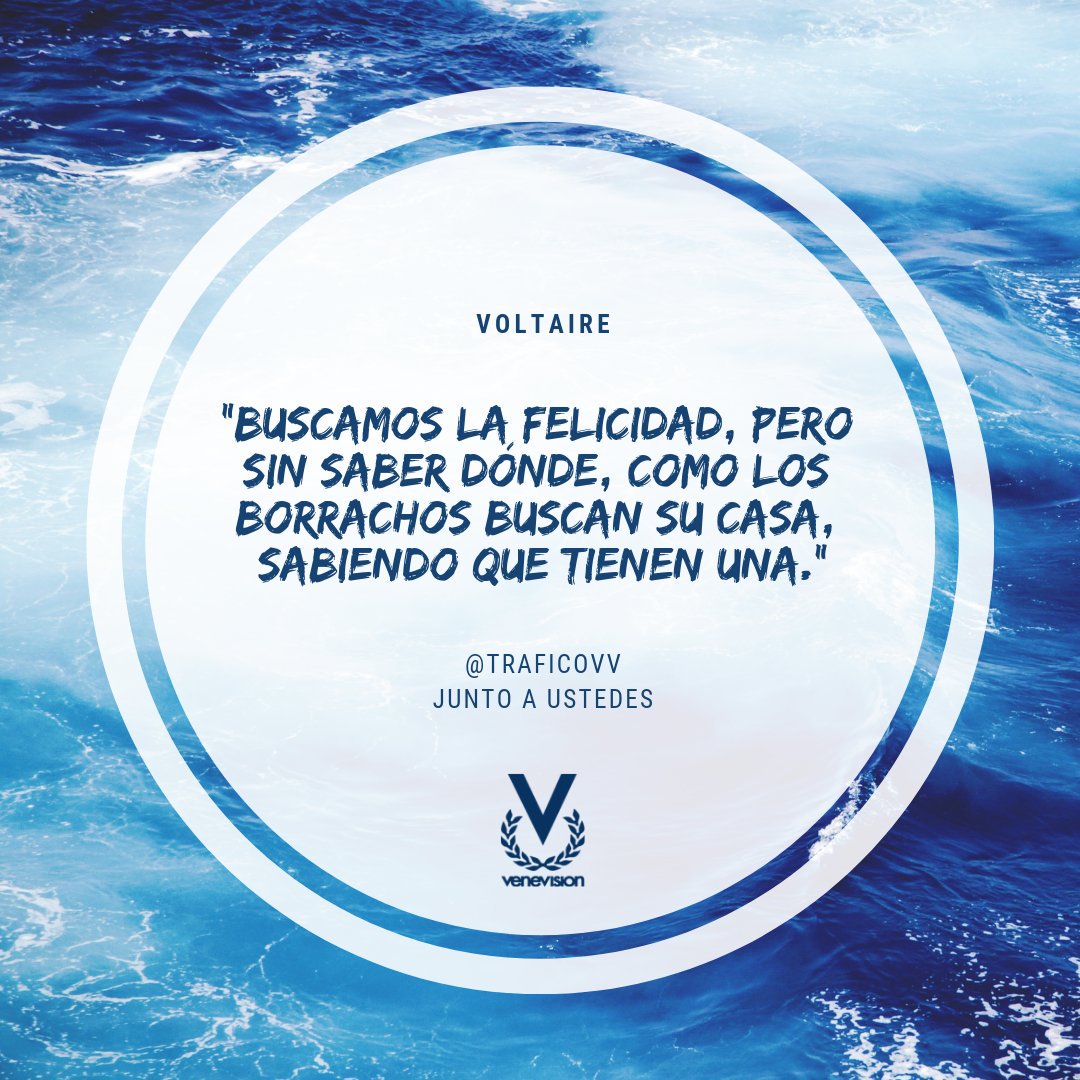 VOLTAIRE
"BUSCAMOS LA FELICIDAD, PERO
SIN SABER DÓNDE, COMO LOS
BORRACHOS BUSCAN SU CASA,
SABIENDO QUE TIENEN UNA."
@TRAFICOVV
JUNTO A USTEDES
V
venevision